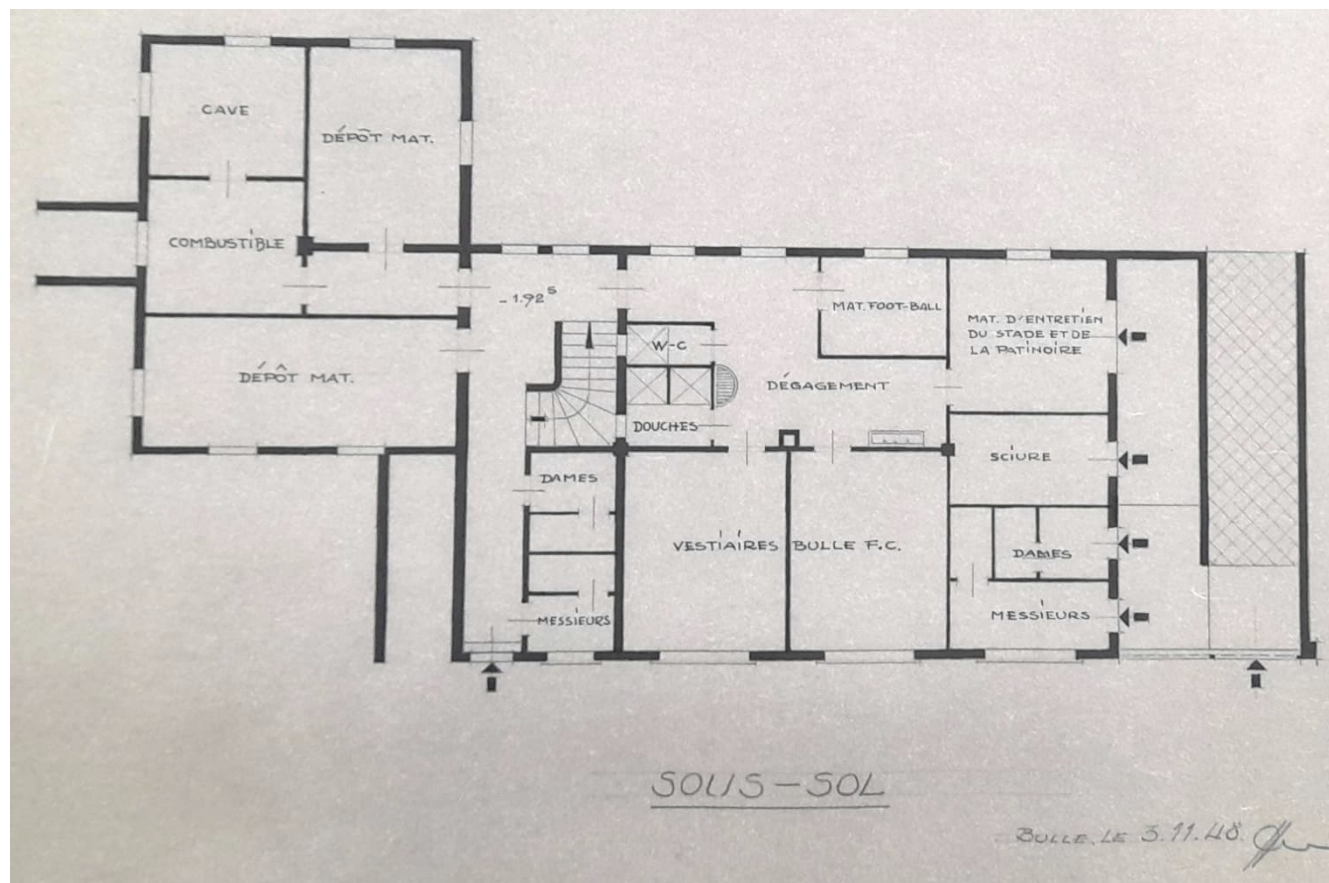 CAVE
DÉPÔT MAT.
COMBUSTIBLE
- 1.92⁵
MAT. FOOT-BALL
MAT. D'ENTRETIEN
DU STADE ET DE
LA PATINOIRE
W-C
DÉPÔT MAT.
DÉGAGEMENT
DOUCHES
SCIURE
DAMES
VESTIAIRES BULLE F.C.
DAMES
MESSIEURS
MESSIEURS
SOUS-SOL
BULLE, LE 3.11.48.